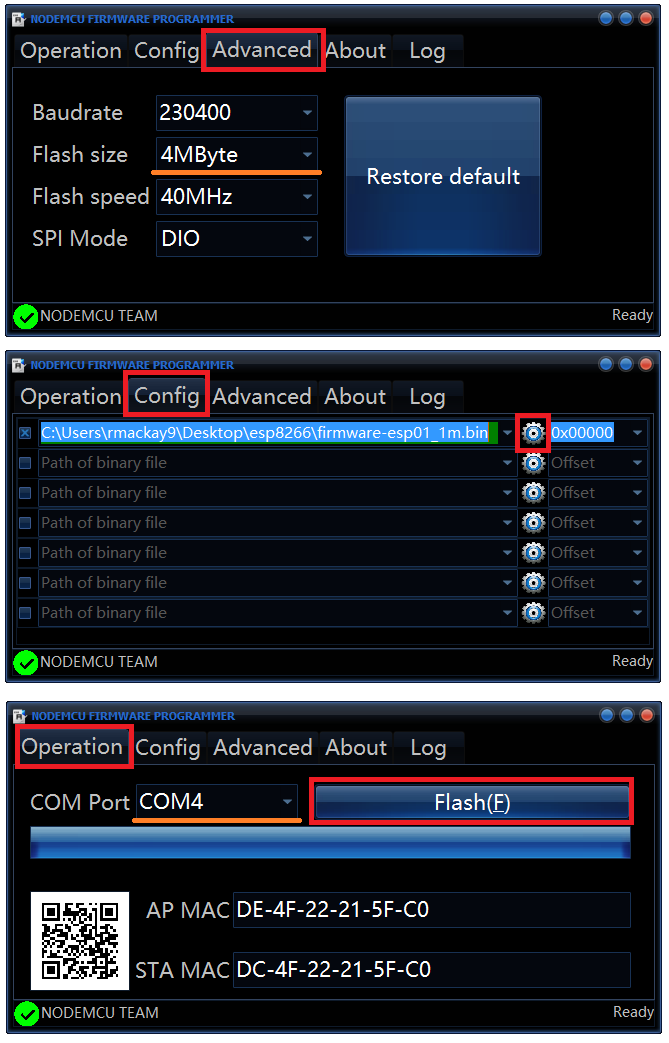 NODEMCU FIRMWARE PROGRAMMER
Operation Config Advanced About Log
Baudrate 230400
Flash size 4MByte
Flash speed 40MHz
SPI Mode DIO
Restore default
NODEMCU TEAM Ready
NODEMCU FIRMWARE PROGRAMMER
Operation Config Advanced About Log
C:\Users\rmackay9\Desktop\esp8266\firmware-esp01_1m.bin 0x00000
Path of binary file Offset
Path of binary file Offset
Path of binary file Offset
Path of binary file Offset
Path of binary file Offset
Path of binary file Offset
NODEMCU TEAM Ready
NODEMCU FIRMWARE PROGRAMMER
Operation Config Advanced About Log
COM Port COM4 Flash(F)
AP MAC DE-4F-22-21-5F-C0
STA MAC DC-4F-22-21-5F-C0
NODEMCU TEAM Ready